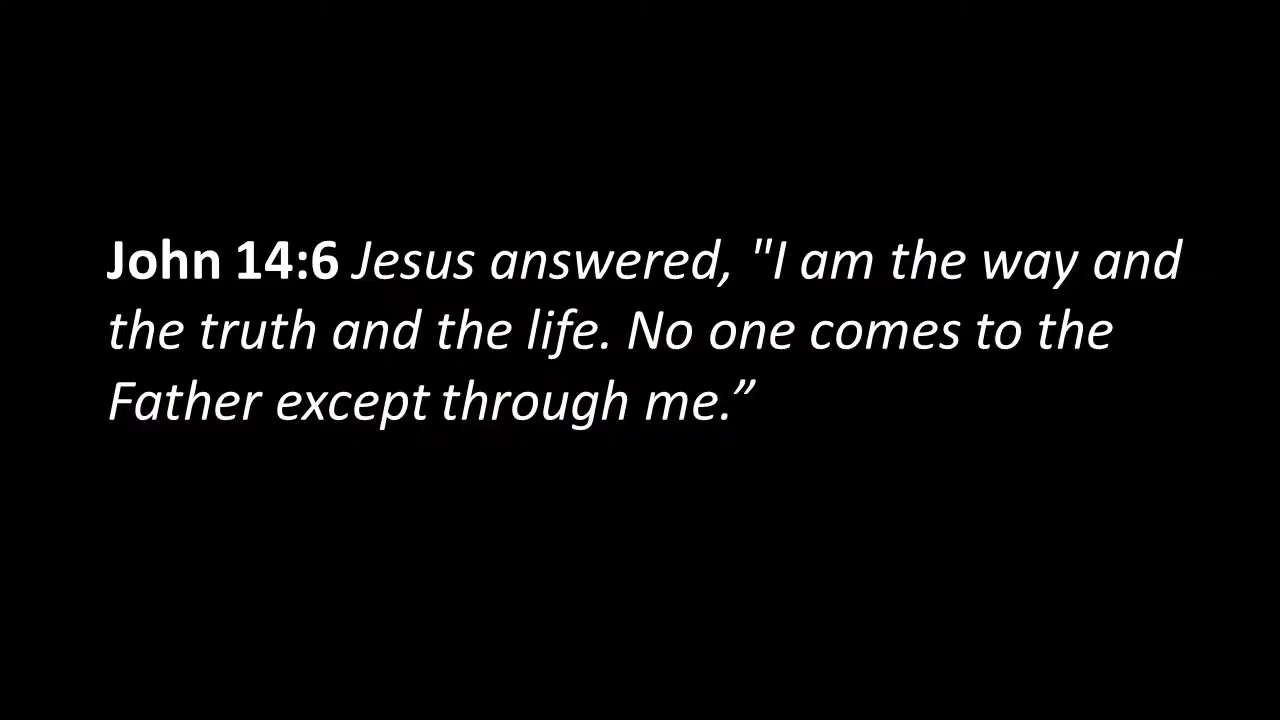 John 14:6 Jesus answered, "I am the way and
the truth and the life. No one comes to the
Father except through me.”